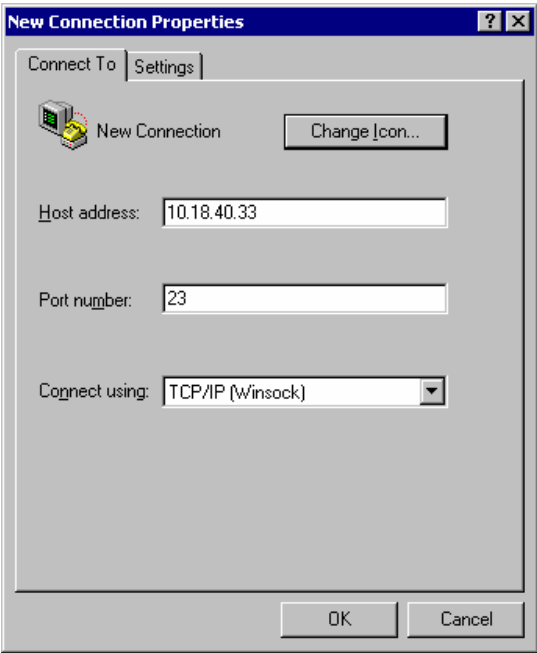 New Connection Properties
Connect To
Settings
New Connection
Change Icon...
Host address:
10.18.40.33
Port number:
23
Connect using:
TCP/IP (Winsock)
OK
Cancel